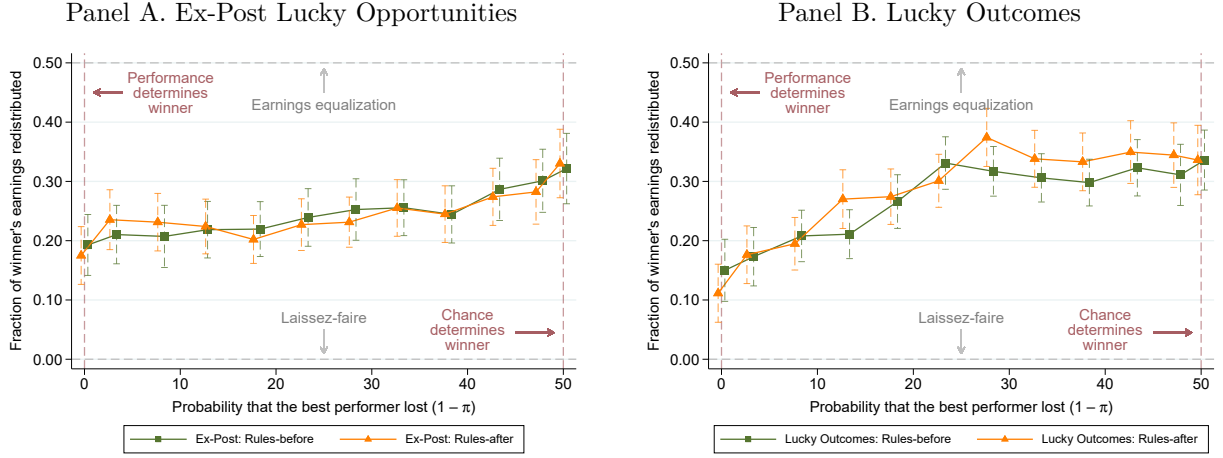 Panel A. Ex-Post Lucky Opportunities
Fraction of winner's earnings redistributed
0.50
0.40
0.30
0.20
0.10
0.00
Performance
determines
winner
Earnings equalization
Laissez-faire
Chance
determines
winner
0
10
20
30
40
50
Probability that the best performer lost (1 − π)
Ex-Post: Rules-before
Ex-Post: Rules-after
Panel B. Lucky Outcomes
Fraction of winner's earnings redistributed
0.50
0.40
0.30
0.20
0.10
0.00
Performance
determines
winner
Earnings equalization
Laissez-faire
Chance
determines
winner
0
10
20
30
40
50
Probability that the best performer lost (1 − π)
Lucky Outcomes: Rules-before
Lucky Outcomes: Rules-after